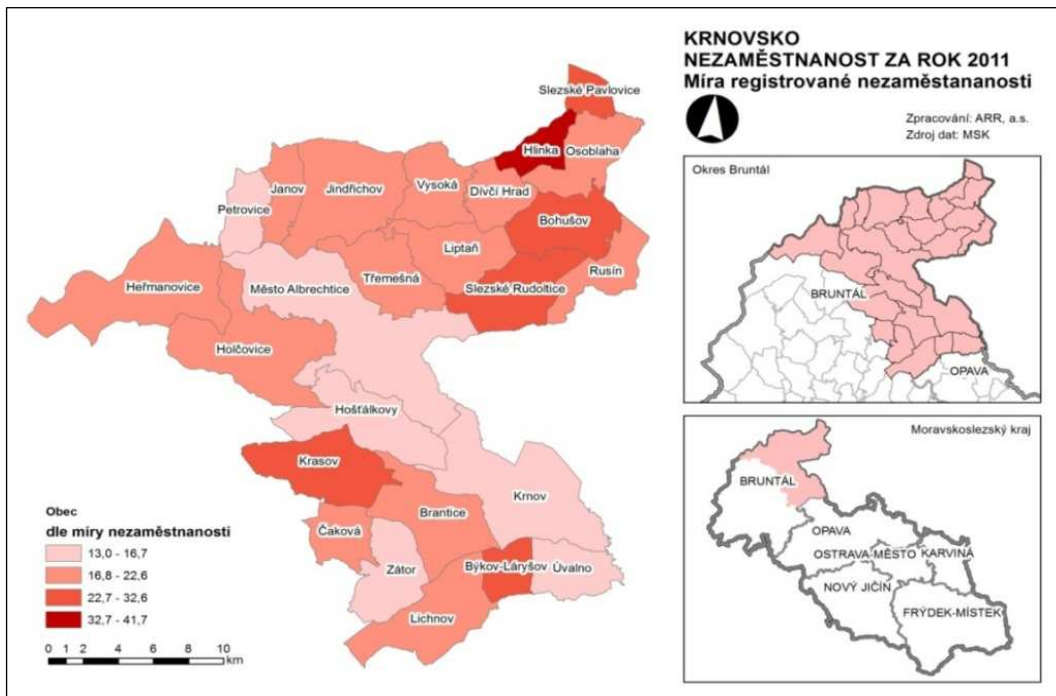 KRNOVSKO
NEZAMĚSTNANOST ZA ROK 2011
Míra registrované nezaměstananosti
Zpracování: ARR, a.s.
Zdroj dat: MSK
Slezské Pavlovice
Hlinka
Osoblaha
Janov
Jindřichov
Vysoká
Dívčí Hrad
Petrovice
Bohušov
Liptaň
Rusín
Třemešná
Heřmanovice
Město Albrechtice
Slezské Rudoltice
Holčovice
Hošťálkovy
Krasov
Krnov
Brantice
Čaková
Zátor
Býkov-Láryšov
Úvalno
Lichnov
Obec
dle míry nezaměstnanosti
13,0 - 16,7
16,8 - 22,6
22,7 - 32,6
32,7 - 41,7
0 1 2 4 6 8 10
km
Okres Bruntál
BRUNTÁL
OPAVA
Moravskoslezský kraj
BRUNTÁL
OPAVA
OSTRAVA-MĚSTO
KARVINÁ
NOVÝ JIČÍN
FRÝDEK-MÍSTEK